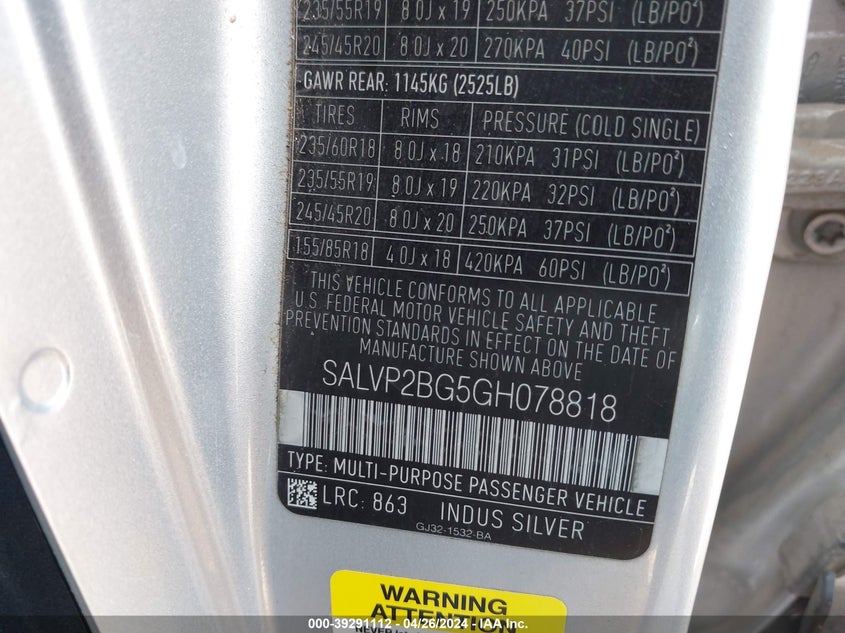 235/55R19 8.0J x 19 250KPA 37PSI (LB/PO²)
245/45R20 8.0J x 20 270KPA 40PSI (LB/PO²)
GAWR REAR: 1145KG (2525LB)
TIRES RIMS PRESSURE (COLD SINGLE)
235/60R18 8.0J x 18 210KPA 31PSI (LB/PO²)
235/55R19 8.0J x 19 220KPA 32PSI (LB/PO²)
245/45R20 8.0J x 20 250KPA 37PSI (LB/PO²)
155/85R18 4.0J x 18 420KPA 60PSI (LB/PO²)
THIS VEHICLE CONFORMS TO ALL APPLICABLE
U.S. FEDERAL MOTOR VEHICLE SAFETY AND THEFT
PREVENTION STANDARDS IN EFFECT ON THE DATE OF
MANUFACTURE SHOWN ABOVE
SALVP2BG5GH078818
TYPE: MULTI-PURPOSE PASSENGER VEHICLE
LRC: 863 INDUS SILVER
GJ32-1532-BA
WARNING
ATTENTION
000-39291112 - 04/26/2024 - IAA Inc.